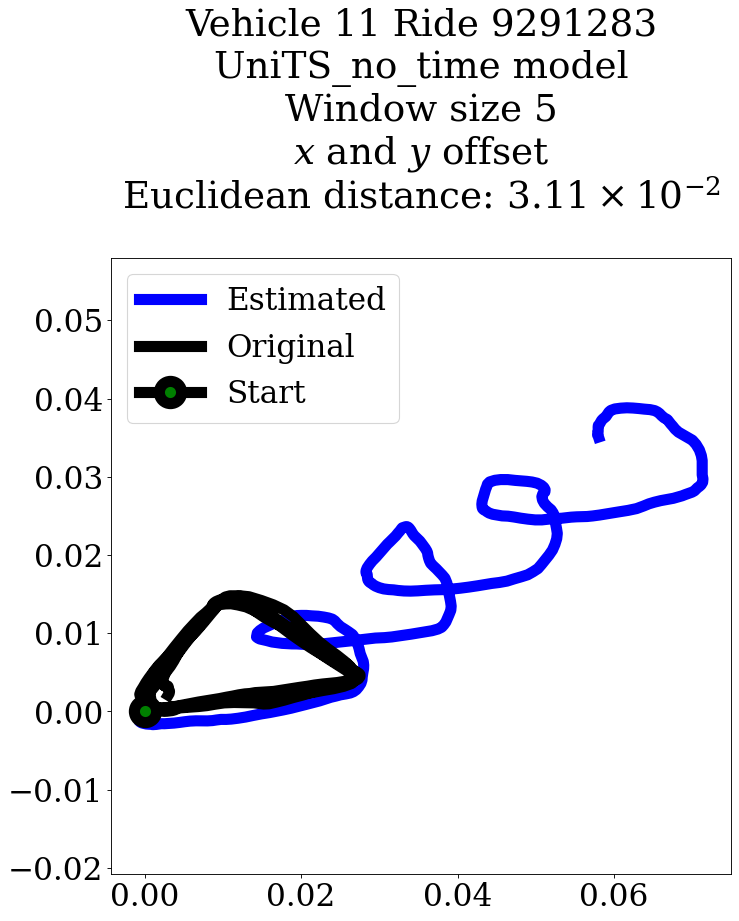 Vehicle 11 Ride 9291283
UniTS_no_time model
Window size 5
x and y offset
Euclidean distance: 3.11 × 10⁻²
Estimated
Original
Start
0.05
0.04
0.03
0.02
0.01
0.00
−0.01
−0.02
0.00 0.02 0.04 0.06